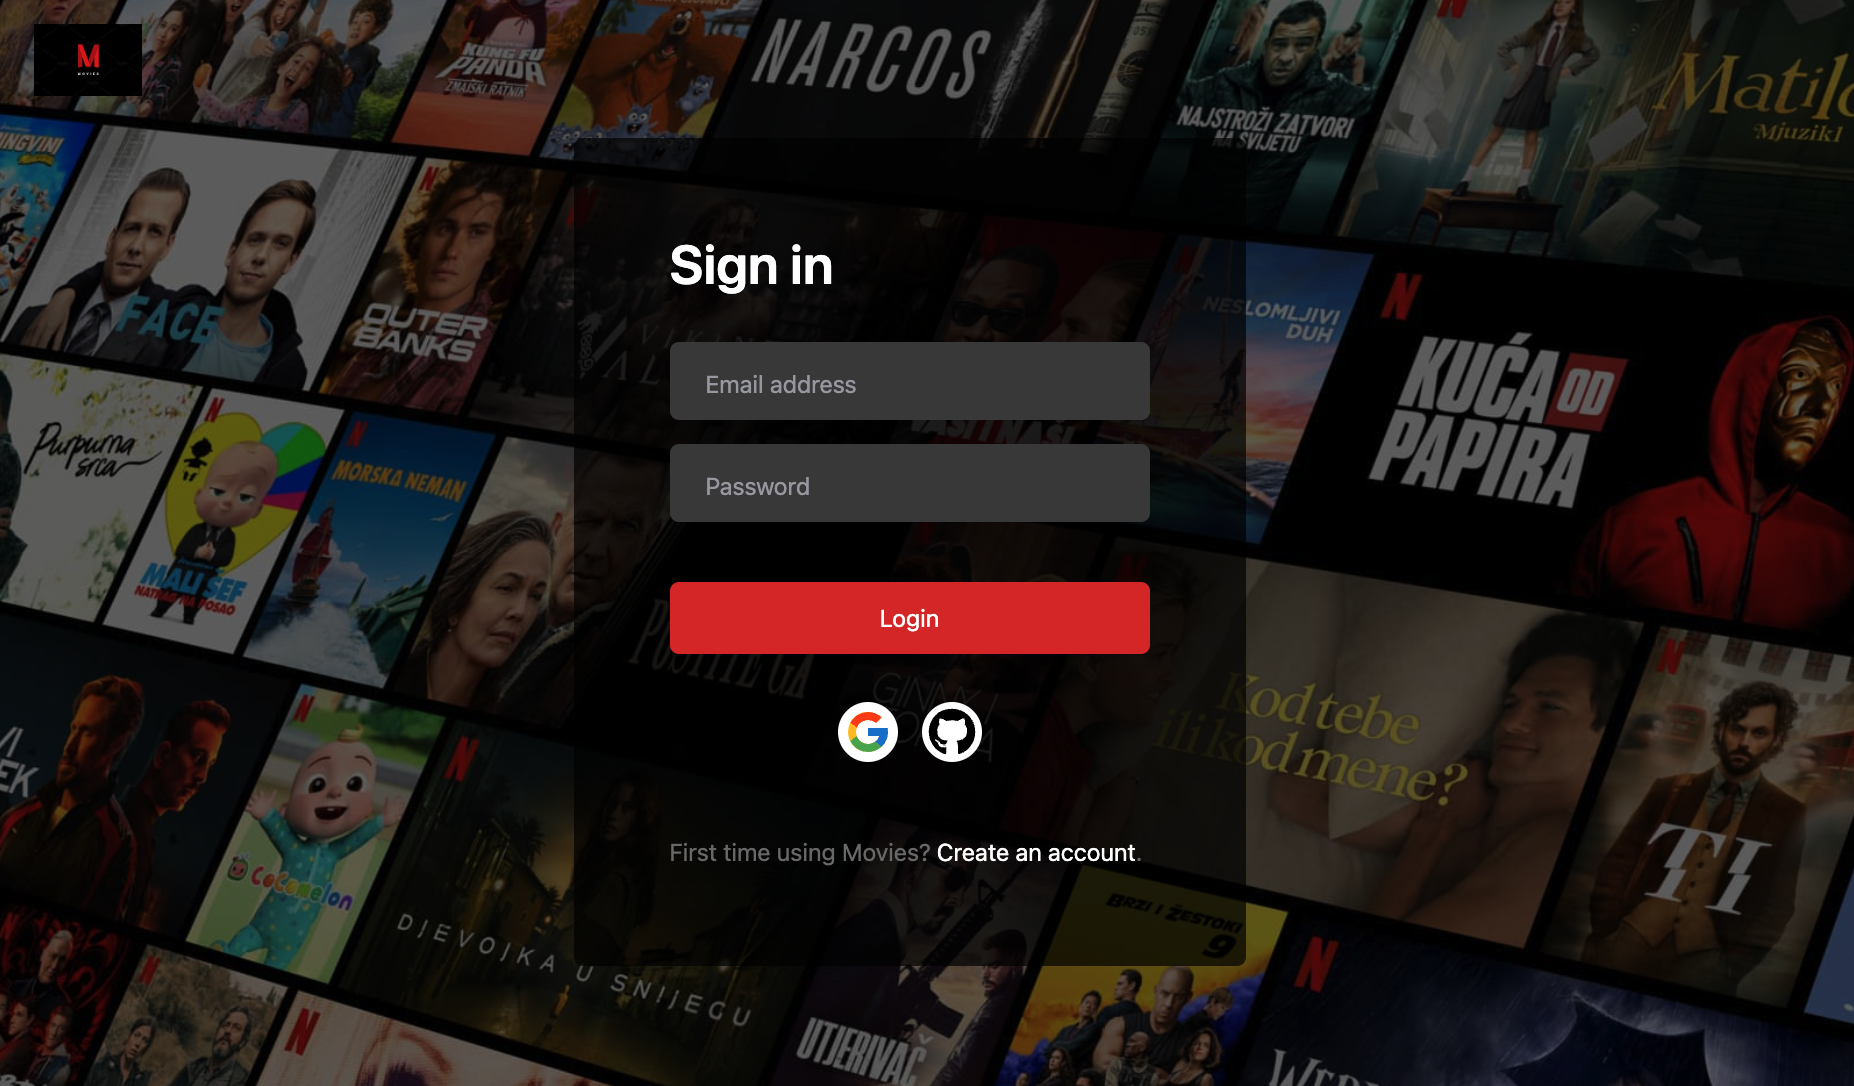 M
MOVIES
KUNG FU
PANDA
ZMAJSKI RATNIK
NARCOS
NAJSTROŽI ZATVORI
NA SVIJETU
Mjuzikl
FACE
OUTER
BANKS
NESLOMLJIVI
DUH
KUĆA OD
PAPIRA
Sign in
Email address
Password
Login
First time using Movies? Create an account.
Purpurna
srca
MALI ŠEF
NATRAG NA POSAO
MORSKA NEMAN
Kod tebe
ili kod mene?
TI
CoComelon
DJEVOJKA U SNIJEGU
BRZI I ŽESTOKI
9
UTJERIVAČ